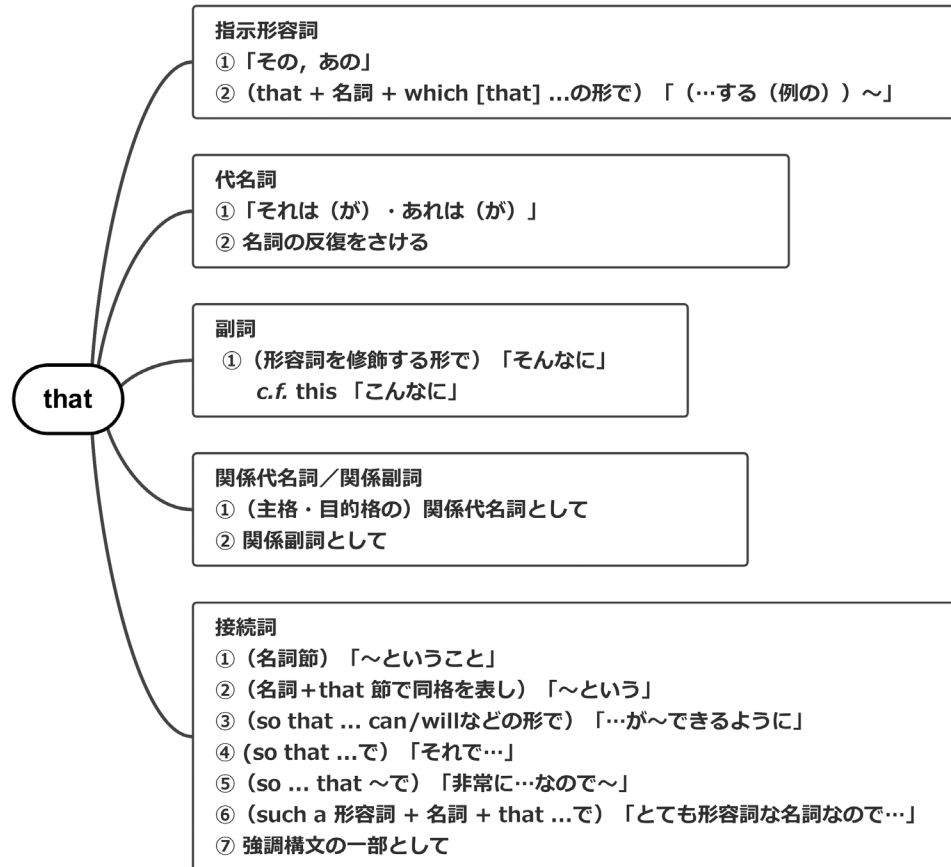 that
指示形容詞
①「その，あの」
②（that + 名詞 + which [that] …の形で）「（…する（例の））～」
代名詞
①「それは（が）・あれは（が）」
② 名詞の反復をさける
副詞
①（形容詞を修飾する形で）「そんなに」
c.f. this 「こんなに」
関係代名詞／関係副詞
①（主格・目的格の）関係代名詞として
② 関係副詞として
接続詞
①（名詞節）「～ということ」
②（名詞＋that 節で同格を表し）「～という」
③（so that … can/willなどの形で）「…が～できるように」
④ (so that …で）「それで…」
⑤（so … that ～で）「非常に…なので～」
⑥（such a 形容詞 + 名詞 + that …で）「とても形容詞な名詞なので…」
⑦ 強調構文の一部として